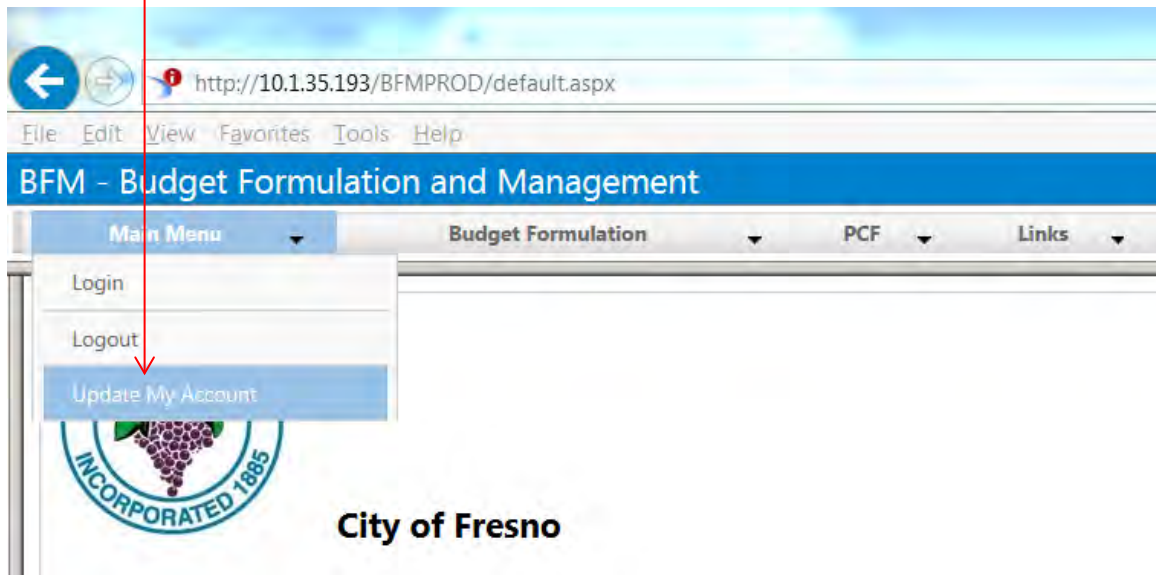 http://10.1.35.193/BFMPROD/default.aspx
File Edit View Favorites Tools Help
BFM - Budget Formulation and Management
Main Menu Budget Formulation PCF Links
Login
Logout
Update My Account
INCORPORATED 1885
City of Fresno